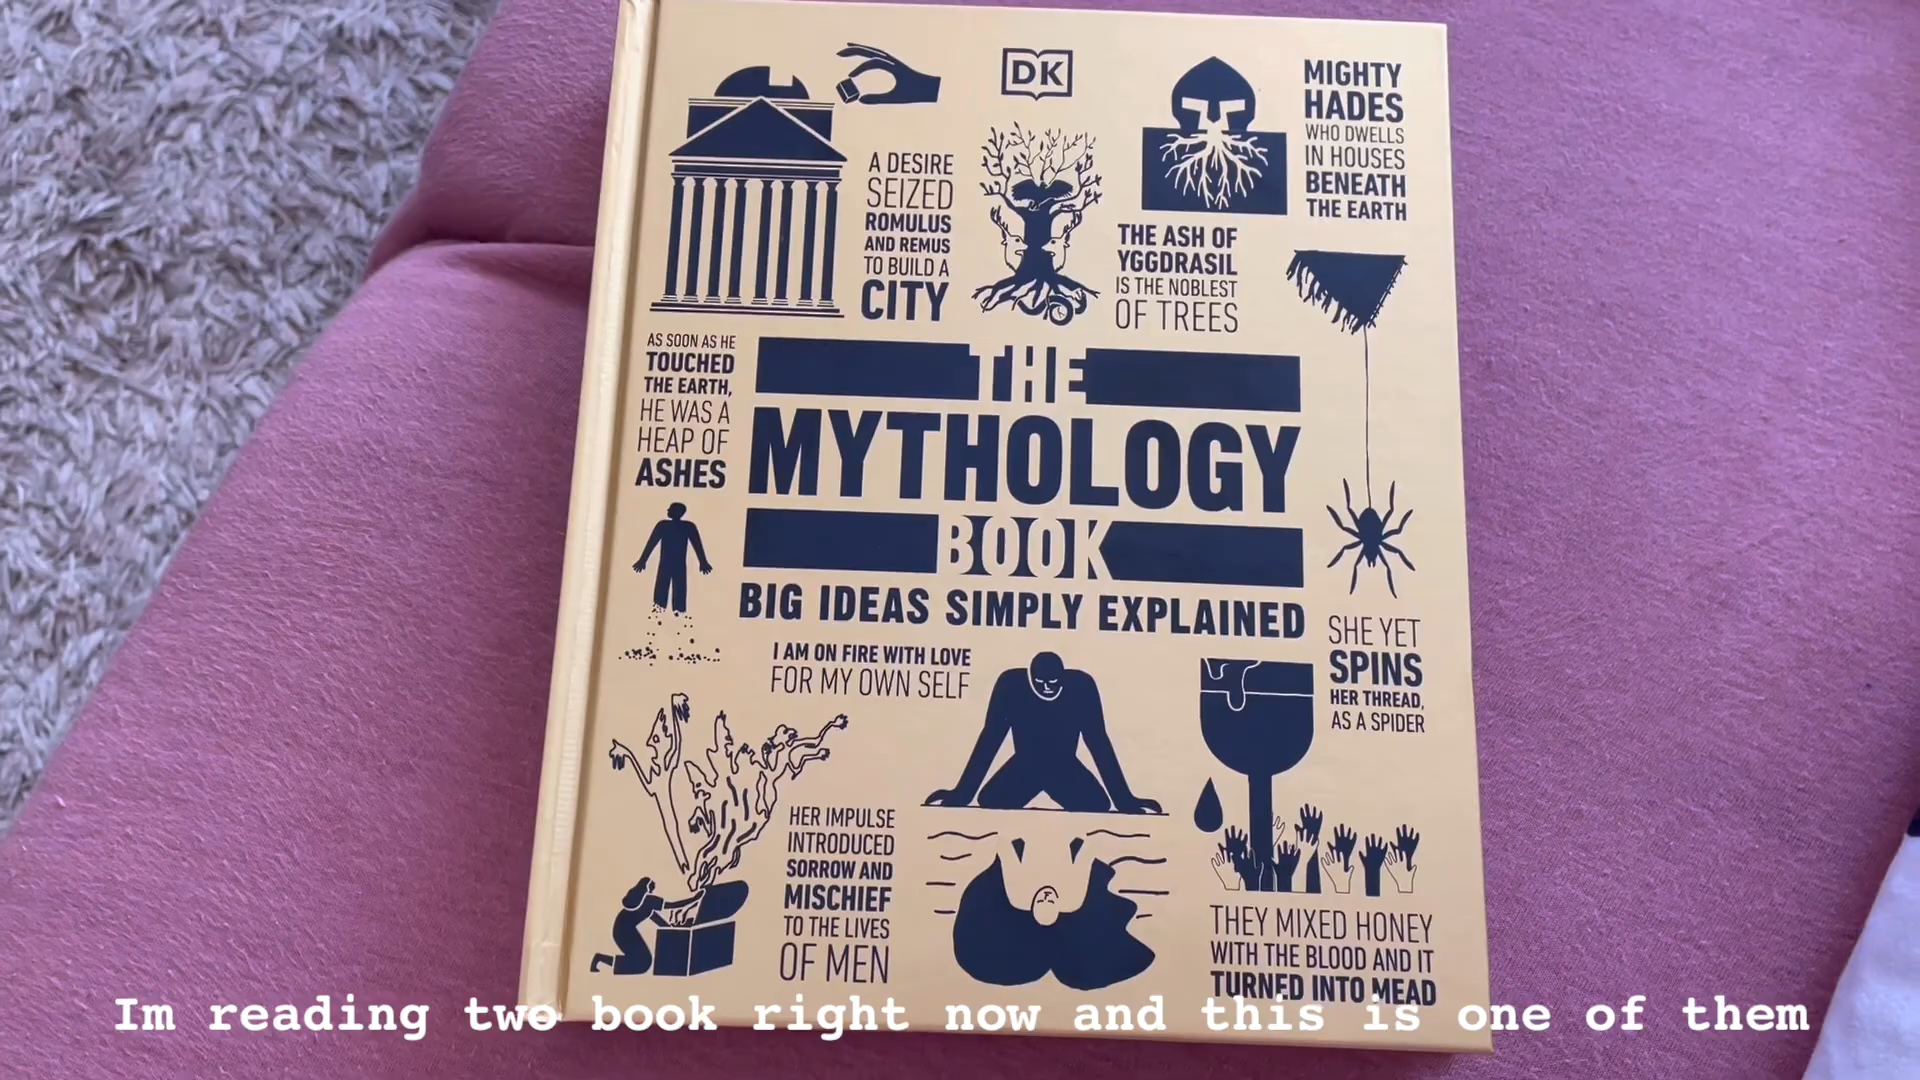 DK
MIGHTY
HADES
WHO DWELLS
IN HOUSES
BENEATH
THE EARTH
A DESIRE
SEIZED
ROMULUS
AND REMUS
TO BUILD A
CITY
THE ASH OF
YGGDRASIL
IS THE NOBLEST
OF TREES
AS SOON AS HE
TOUCHED
THE EARTH,
HE WAS A
HEAP OF
ASHES
THE
MYTHOLOGY
BOOK
BIG IDEAS SIMPLY EXPLAINED
SHE YET
SPINS
HER THREAD,
AS A SPIDER
I AM ON FIRE WITH LOVE
FOR MY OWN SELF
HER IMPULSE
INTRODUCED
SORROW AND
MISCHIEF
TO THE LIVES
OF MEN
THEY MIXED HONEY
WITH THE BLOOD AND IT
TURNED INTO MEAD
Im reading two book right now and this is one of them